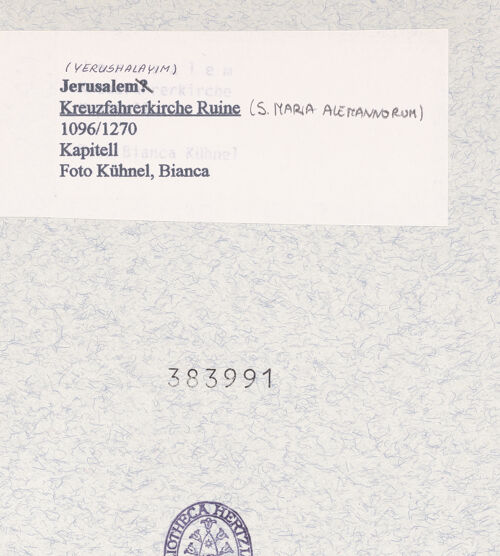 (YERUSHALAYIM)
Jerusalem?
Kreuzfahrerkirche Ruine (S. MARIA ALEMANNORUM)
1096/1270
Kapitell
Foto Kühnel, Bianca
383991